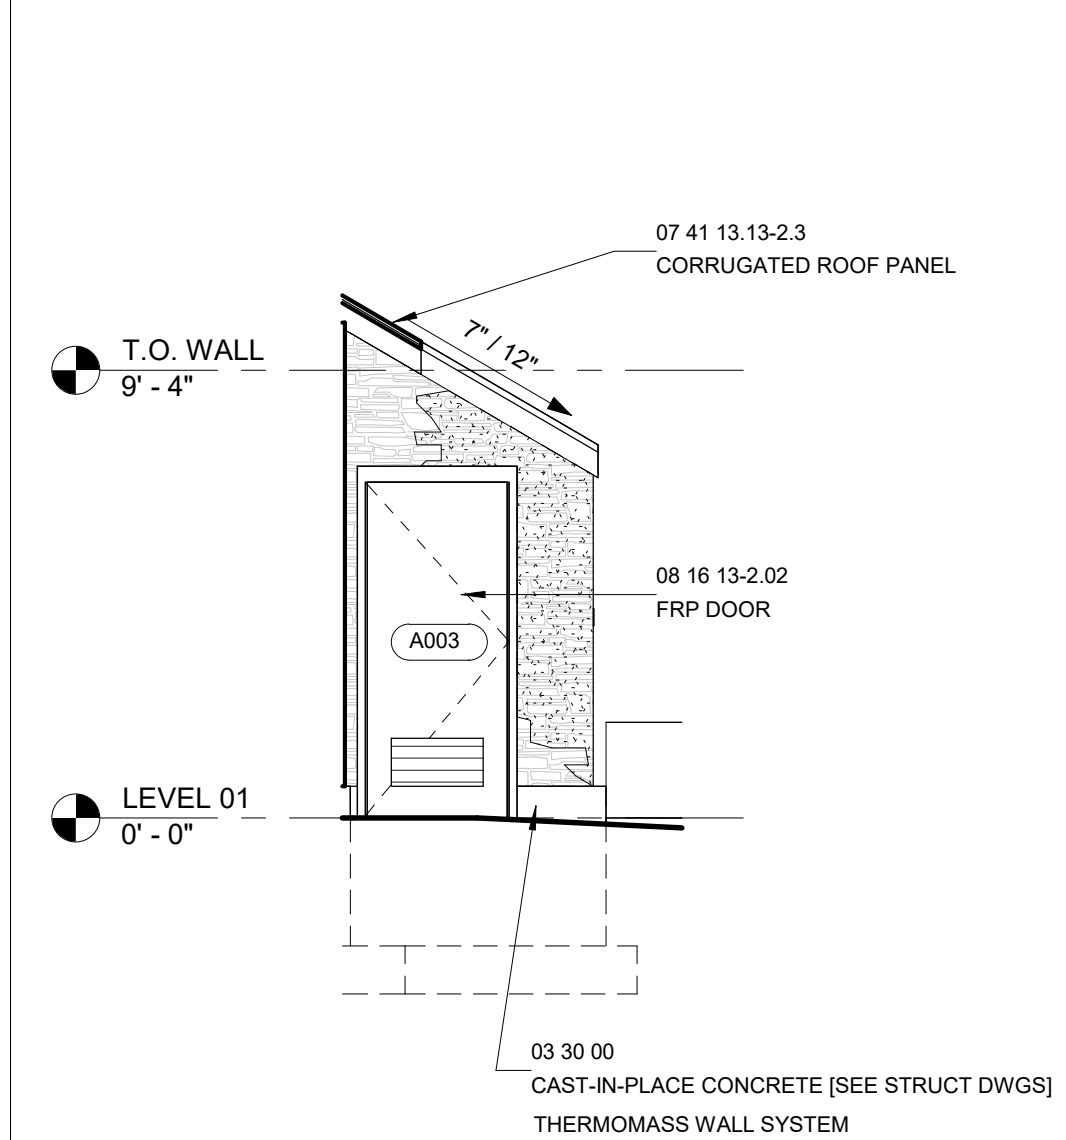 07 41 13.13-2.3
CORRUGATED ROOF PANEL
7" / 12"
T.O. WALL
9' - 4"
08 16 13-2.02
FRP DOOR
A003
LEVEL 01
0' - 0"
03 30 00
CAST-IN-PLACE CONCRETE [SEE STRUCT DWGS]
THERMOMASS WALL SYSTEM